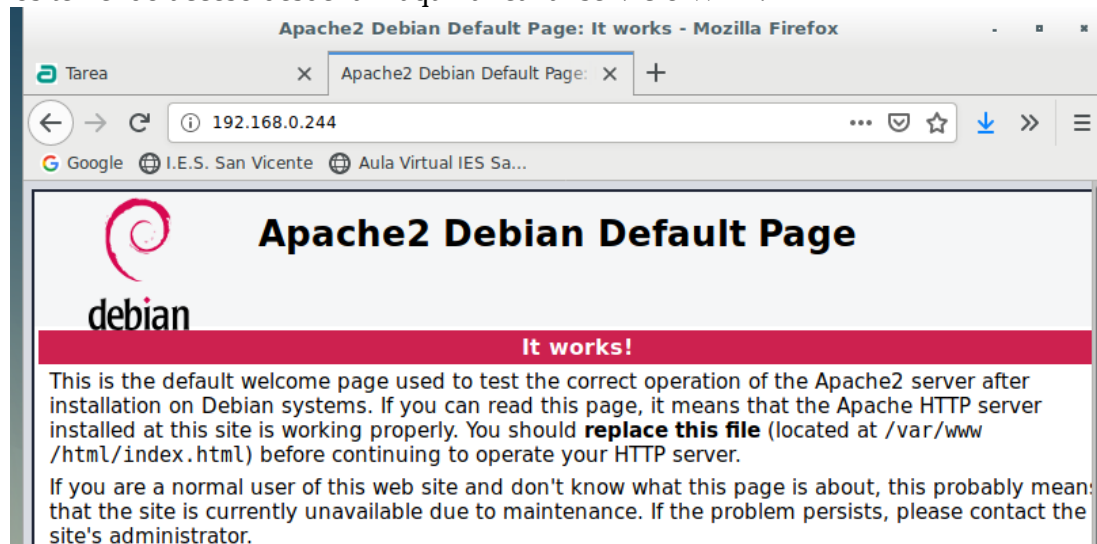 Apache2 Debian Default Page: It works - Mozilla Firefox
Tarea
Apache2 Debian Default Page:
192.168.0.244
Google I.E.S. San Vicente Aula Virtual IES Sa...
debian
Apache2 Debian Default Page
It works!
This is the default welcome page used to test the correct operation of the Apache2 server after
installation on Debian systems. If you can read this page, it means that the Apache HTTP server
installed at this site is working properly. You should replace this file (located at /var/www
/html/index.html) before continuing to operate your HTTP server.
If you are a normal user of this web site and don't know what this page is about, this probably means
that the site is currently unavailable due to maintenance. If the problem persists, please contact the
site's administrator.